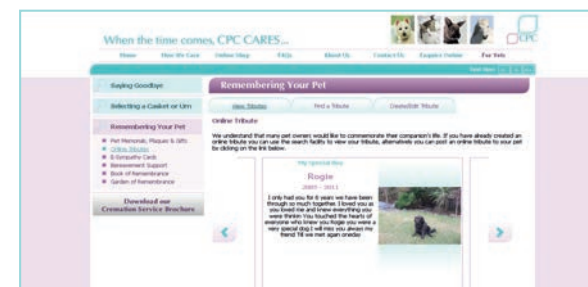 When the time comes, CPC CARES...
CPC
Home How We Care Online Shop FAQs About Us Contact Us Enquire Online For Vets
Saying Goodbye
Selecting a Casket or Urn
Remembering Your Pet
Pet Memorials, Plaques & Gifts
Online Tributes
E-Sympathy Cards
Bereavement Support
Book of Remembrance
Garden of Remembrance
Download our
Cremation Service Brochure
Remembering Your Pet
View Tributes Find a Tribute Create/Edit Tribute
Online Tribute
We understand that many pet owners would like to commemorate their companion's life. If you have already created an
online tribute you can use the search facility to view your tribute, alternatively you can post an online tribute to your pet
by clicking on the link below.
My Special Boy
Rogie
2005 - 2011
I only had you for 6 years we have been
through so much together. I loved you as
you loved me and knew everything you
were thinkin You touched the hearts of
everyone who knew you Rogie you were a
very special dog I will miss you always my
friend Till we met again oneday